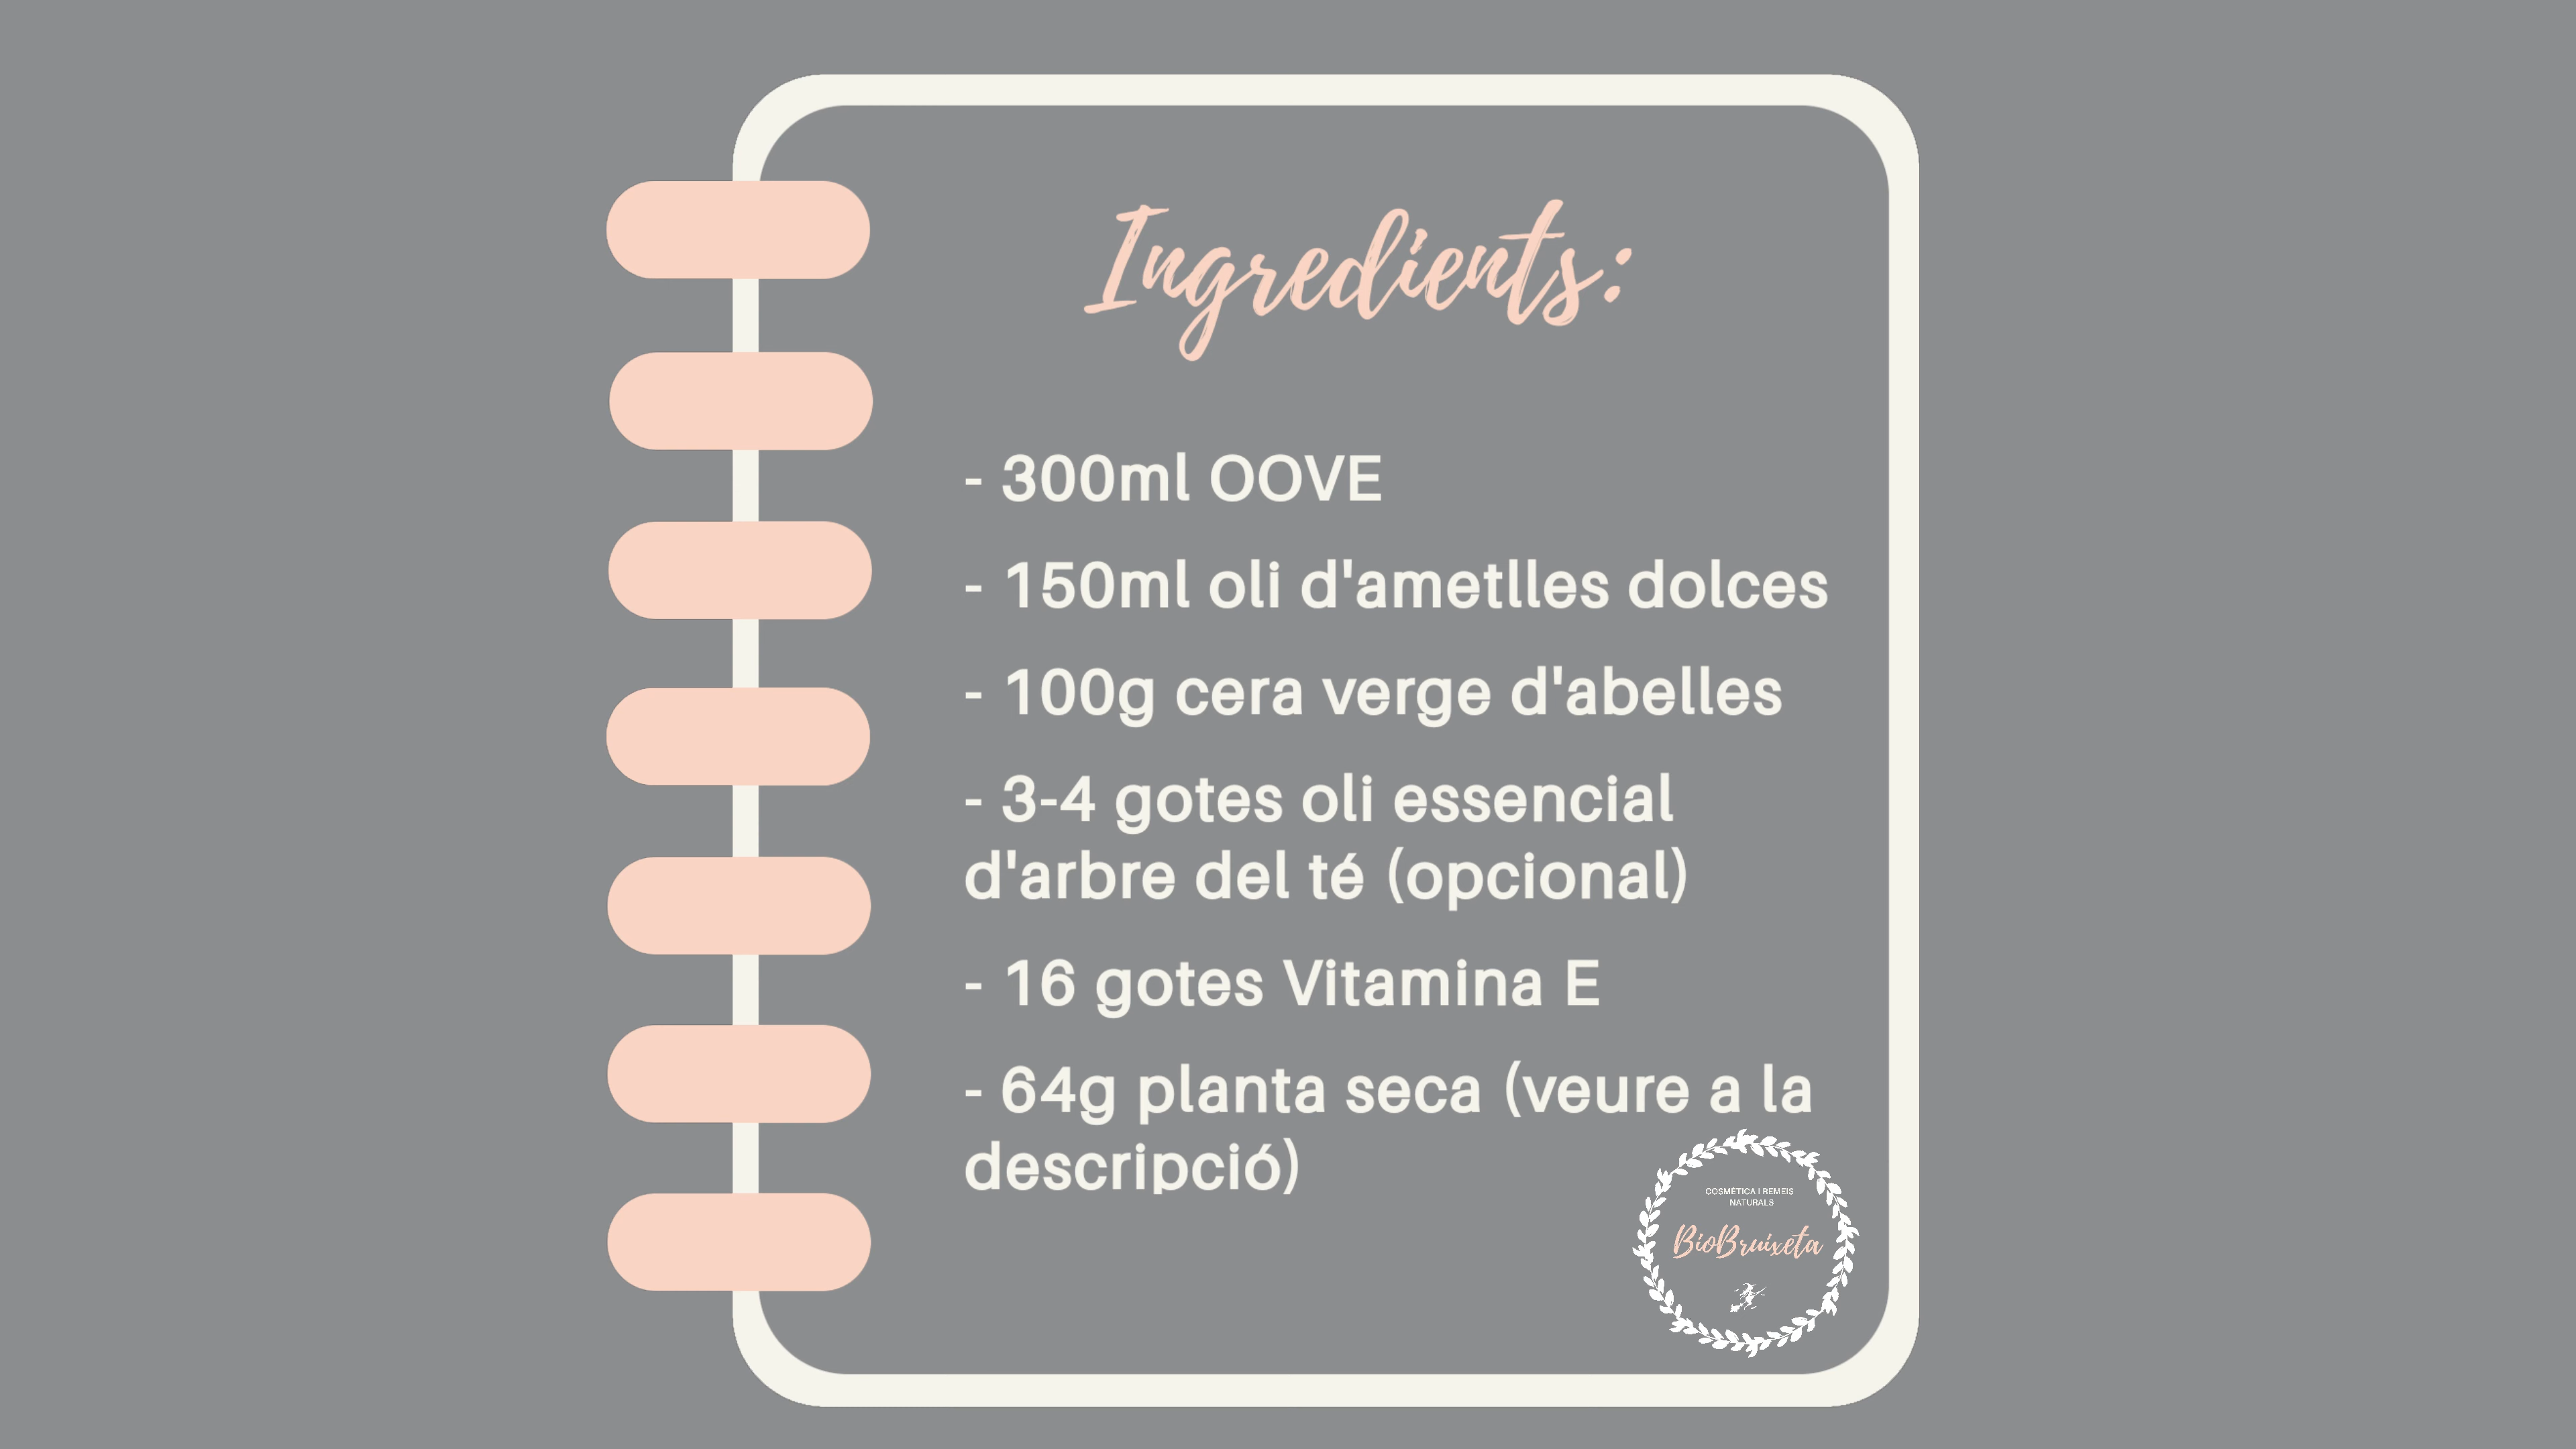 Ingredients:
- 300ml OOVE
- 150ml oli d'ametlles dolces
- 100g cera verge d'abelles
- 3-4 gotes oli essencial
d'arbre del té (opcional)
- 16 gotes Vitamina E
- 64g planta seca (veure a la
descripció)
COSMÈTICA I REMEIS
NATURALS
BioBruixeta